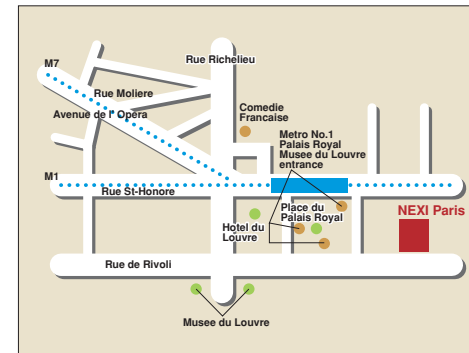 M7
Rue Richelieu
Rue Moliere
Avenue de l' Opéra
Comedie
Francaise
Metro No.1
Palais Royal
Musee du Louvre
entrance
M1
Rue St-Honore
Place du
Palais Royal
NEXI Paris
Hotel du
Louvre
Rue de Rivoli
Musee du Louvre